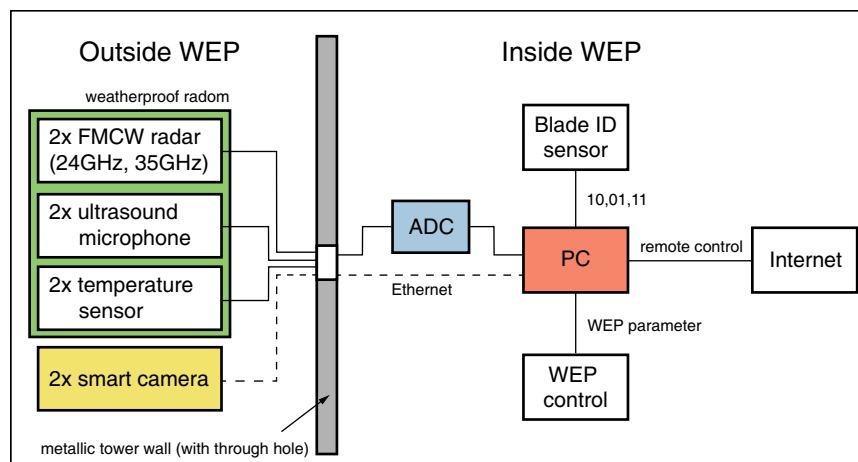 Outside WEP
Inside WEP
weatherproof radom
2x FMCW radar
(24GHz, 35GHz)
2x ultrasound
microphone
2x temperature
sensor
2x smart camera
metallic tower wall (with through hole)
ADC
Ethernet
Blade ID
sensor
10,01,11
PC
remote control
Internet
WEP parameter
WEP
control